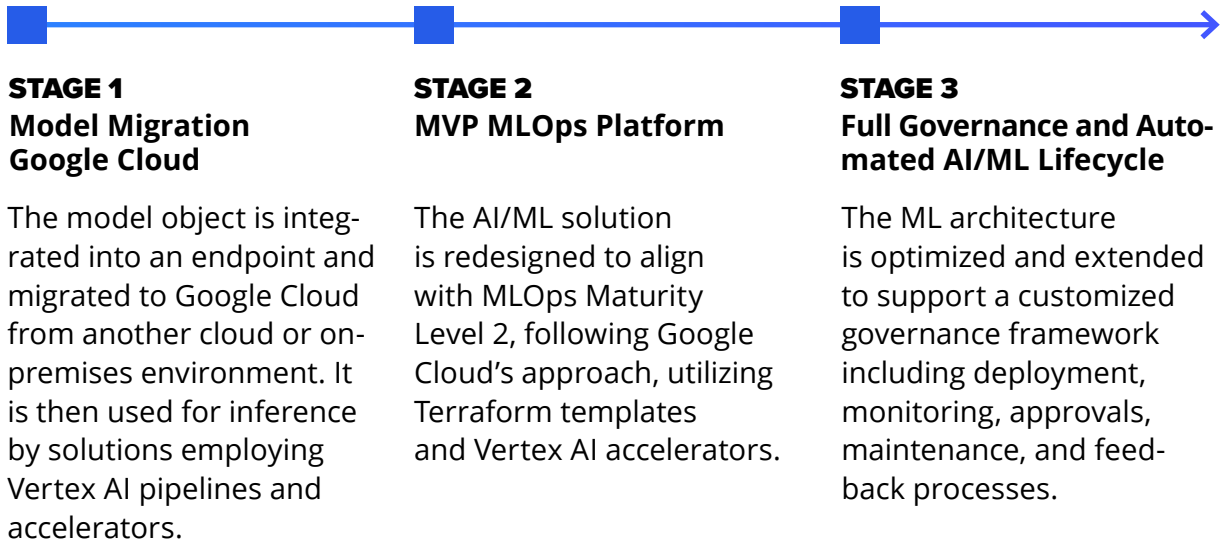 STAGE 1
Model Migration
Google Cloud
The model object is integ-
rated into an endpoint and
migrated to Google Cloud
from another cloud or on-
premises environment. It
is then used for inference
by solutions employing
Vertex AI pipelines and
accelerators.
STAGE 2
MVP MLOps Platform
The AI/ML solution
is redesigned to align
with MLOps Maturity
Level 2, following Google
Cloud’s approach, utilizing
Terraform templates
and Vertex AI accelerators.
STAGE 3
Full Governance and Auto-
mated AI/ML Lifecycle
The ML architecture
is optimized and extended
to support a customized
governance framework
including deployment,
monitoring, approvals,
maintenance, and feed-
back processes.